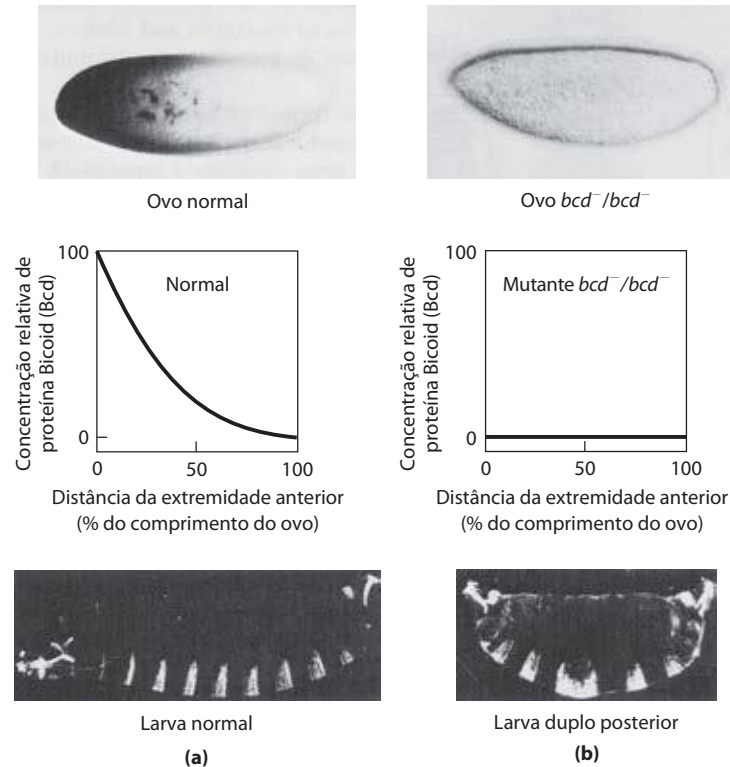 Ovo normal
Ovo bcd⁻/bcd⁻
Concentração relativa de
proteína Bicoid (Bcd)
100
0
Normal
0
50
100
Distância da extremidade anterior
(% do comprimento do ovo)
Concentração relativa de
proteína Bicoid (Bcd)
100
0
Mutante bcd⁻/bcd⁻
0
50
100
Distância da extremidade anterior
(% do comprimento do ovo)
Larva normal
(a)
Larva duplo posterior
(b)